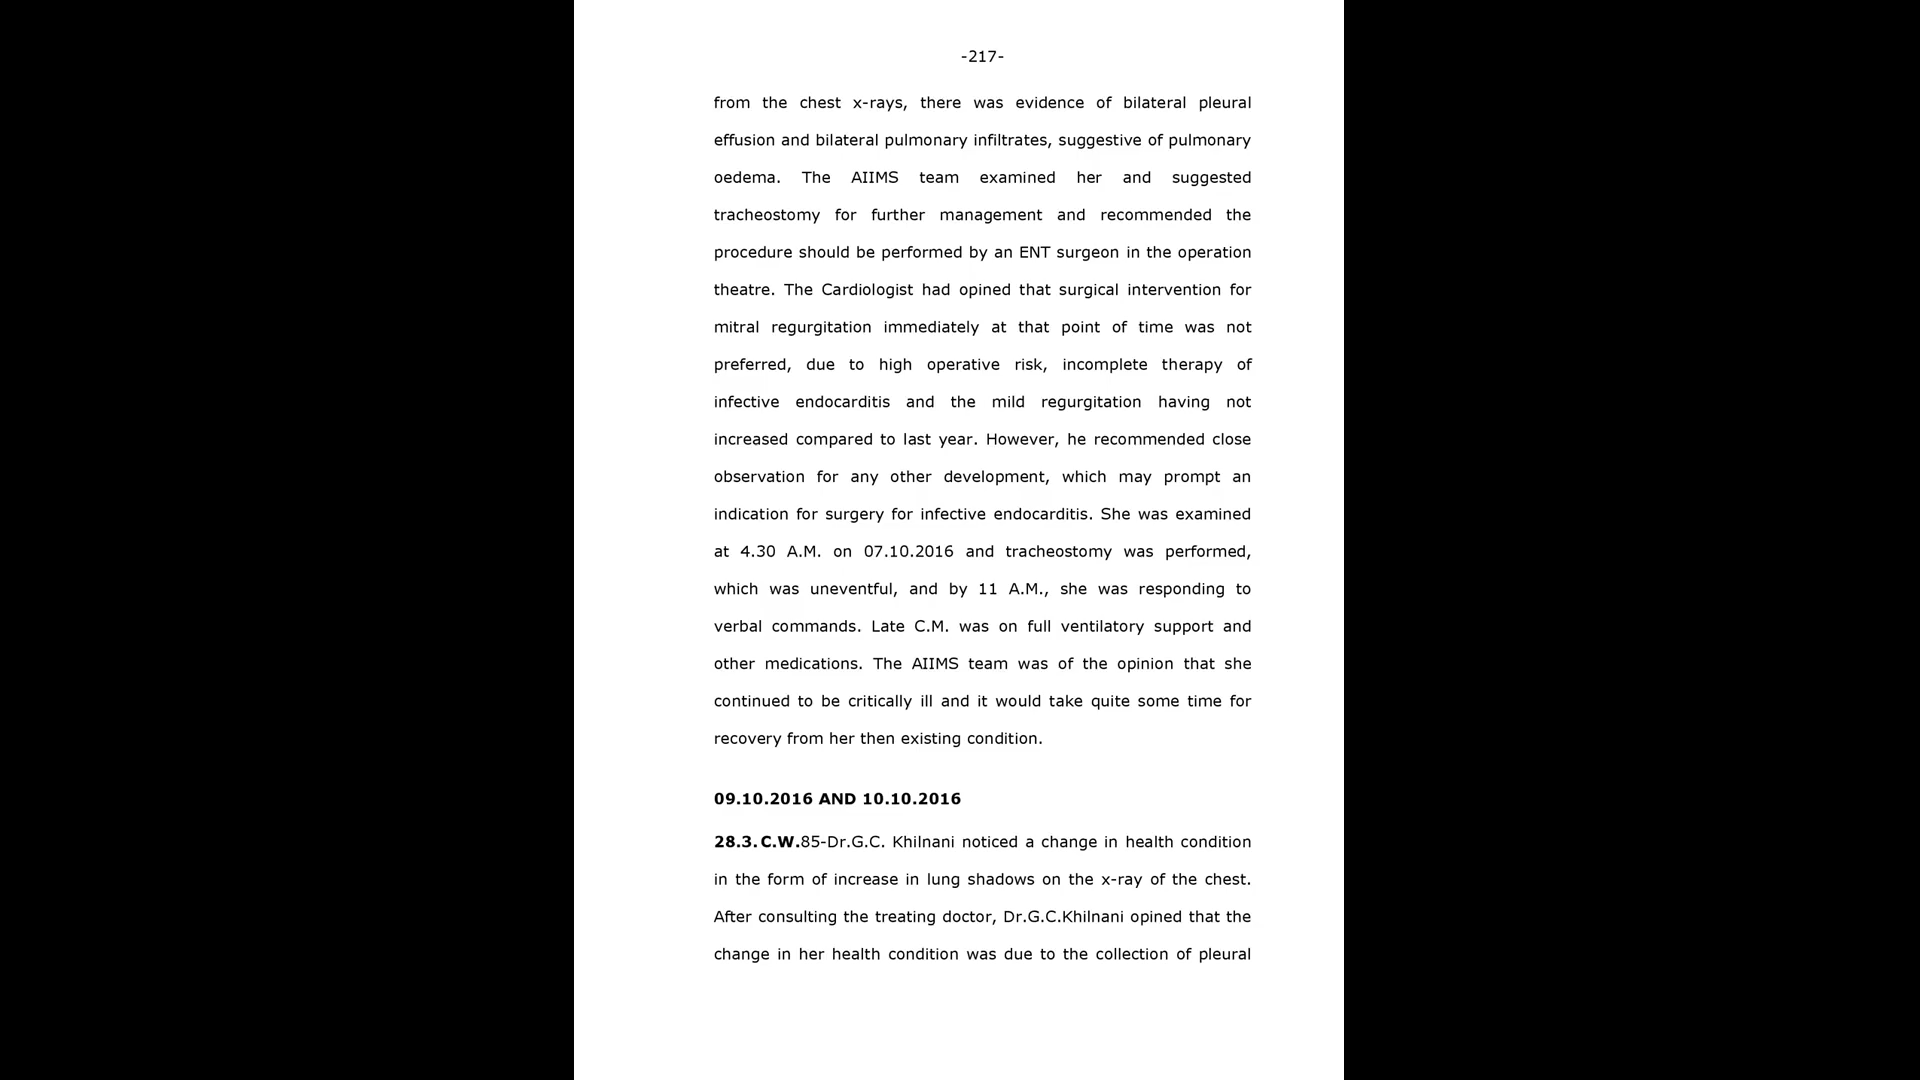 -217-
from the chest x-rays, there was evidence of bilateral pleural
effusion and bilateral pulmonary infiltrates, suggestive of pulmonary
oedema. The AIIMS team examined her and suggested
tracheostomy for further management and recommended the
procedure should be performed by an ENT surgeon in the operation
theatre. The Cardiologist had opined that surgical intervention for
mitral regurgitation immediately at that point of time was not
preferred, due to high operative risk, incomplete therapy of
infective endocarditis and the mild regurgitation having not
increased compared to last year. However, he recommended close
observation for any other development, which may prompt an
indication for surgery for infective endocarditis. She was examined
at 4.30 A.M. on 07.10.2016 and tracheostomy was performed,
which was uneventful, and by 11 A.M., she was responding to
verbal commands. Late C.M. was on full ventilatory support and
other medications. The AIIMS team was of the opinion that she
continued to be critically ill and it would take quite some time for
recovery from her then existing condition.
09.10.2016 AND 10.10.2016
28.3. C.W.85-Dr.G.C. Khilnani noticed a change in health condition
in the form of increase in lung shadows on the x-ray of the chest.
After consulting the treating doctor, Dr.G.C.Khilnani opined that the
change in her health condition was due to the collection of pleural